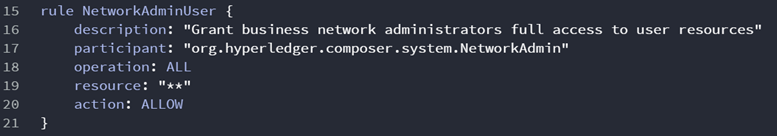 15 rule NetworkAdminUser {
16     description: "Grant business network administrators full access to user resources"
17     participant: "org.hyperledger.composer.system.NetworkAdmin"
18     operation: ALL
19     resource: "**"
20     action: ALLOW
21 }